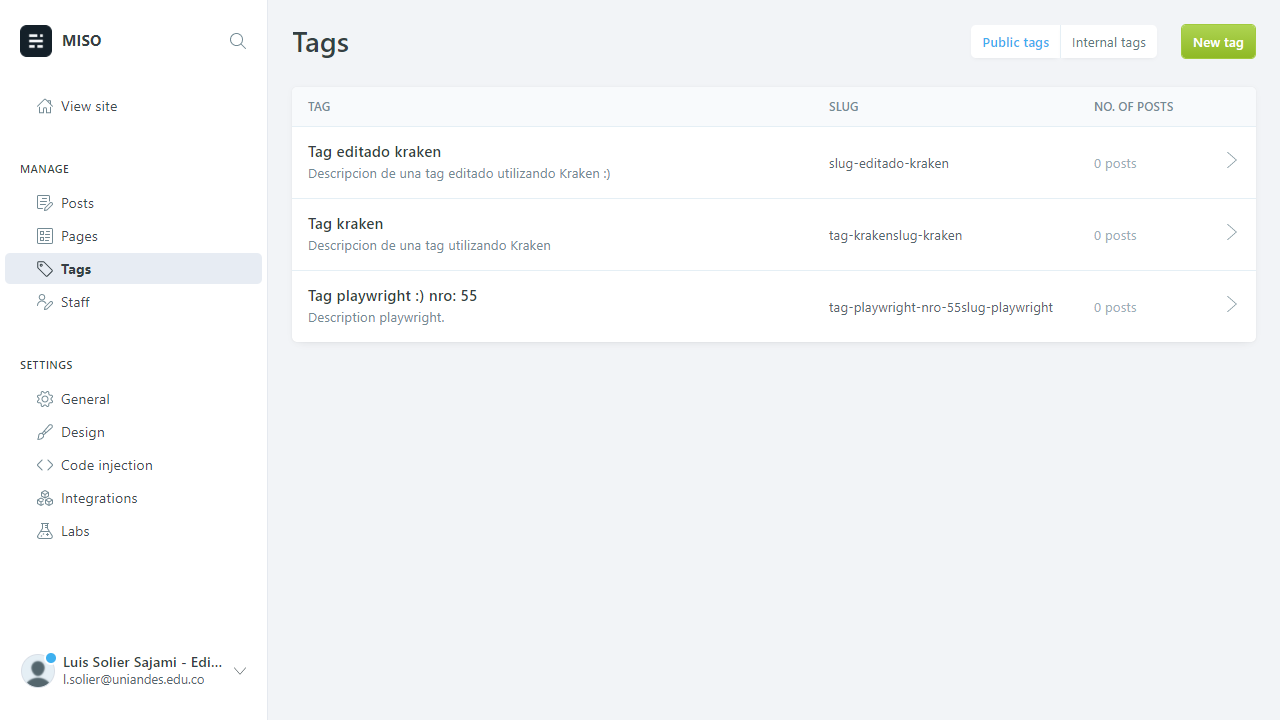 MISO
View site
MANAGE
Posts
Pages
Tags
Staff
SETTINGS
General
Design
Code injection
Integrations
Labs
Luis Solier Sajami - Edi...
l.solier@uniandes.edu.co
Tags
Public tags Internal tags New tag
TAG SLUG NO. OF POSTS
Tag editado kraken
Descripcion de una tag editado utilizando Kraken :)
slug-editado-kraken 0 posts
Tag kraken
Descripcion de una tag utilizando Kraken
tag-krakenslug-kraken 0 posts
Tag playwright :) nro: 55
Description playwright.
tag-playwright-nro-55slug-playwright 0 posts